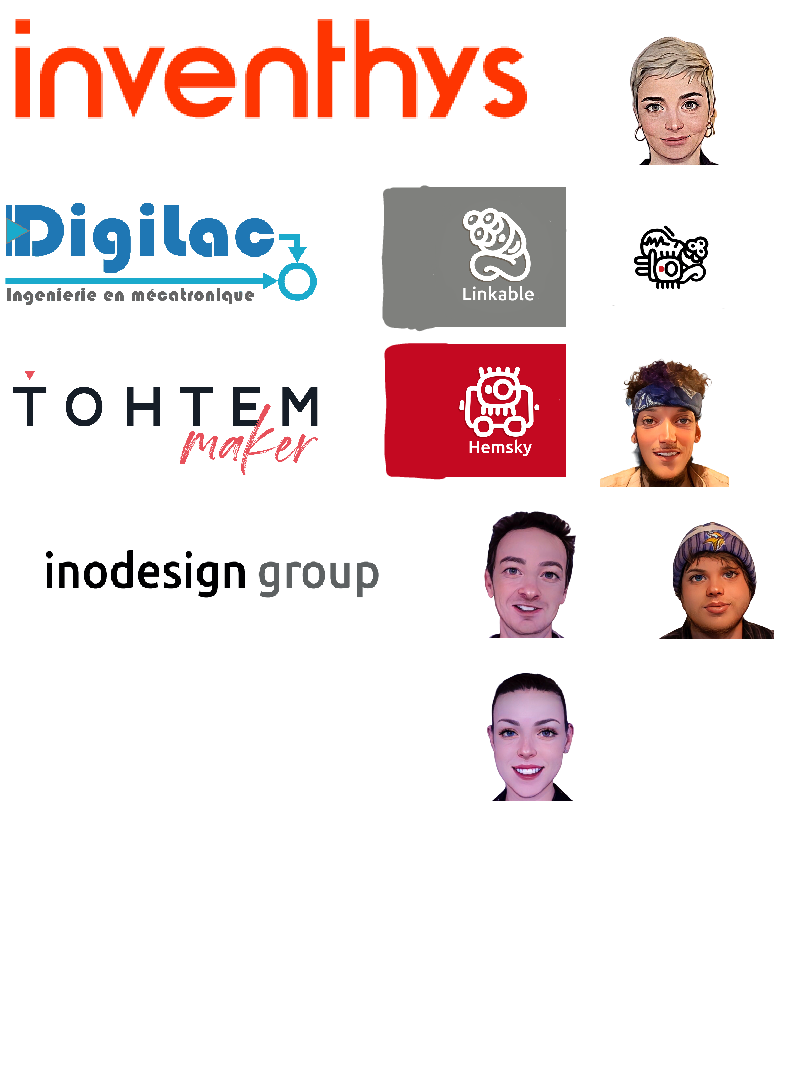 inventhys
DigiLac
Ingenierie en mécatronique
Linkable
TOHTEM
maker
Hemsky
inodesign group